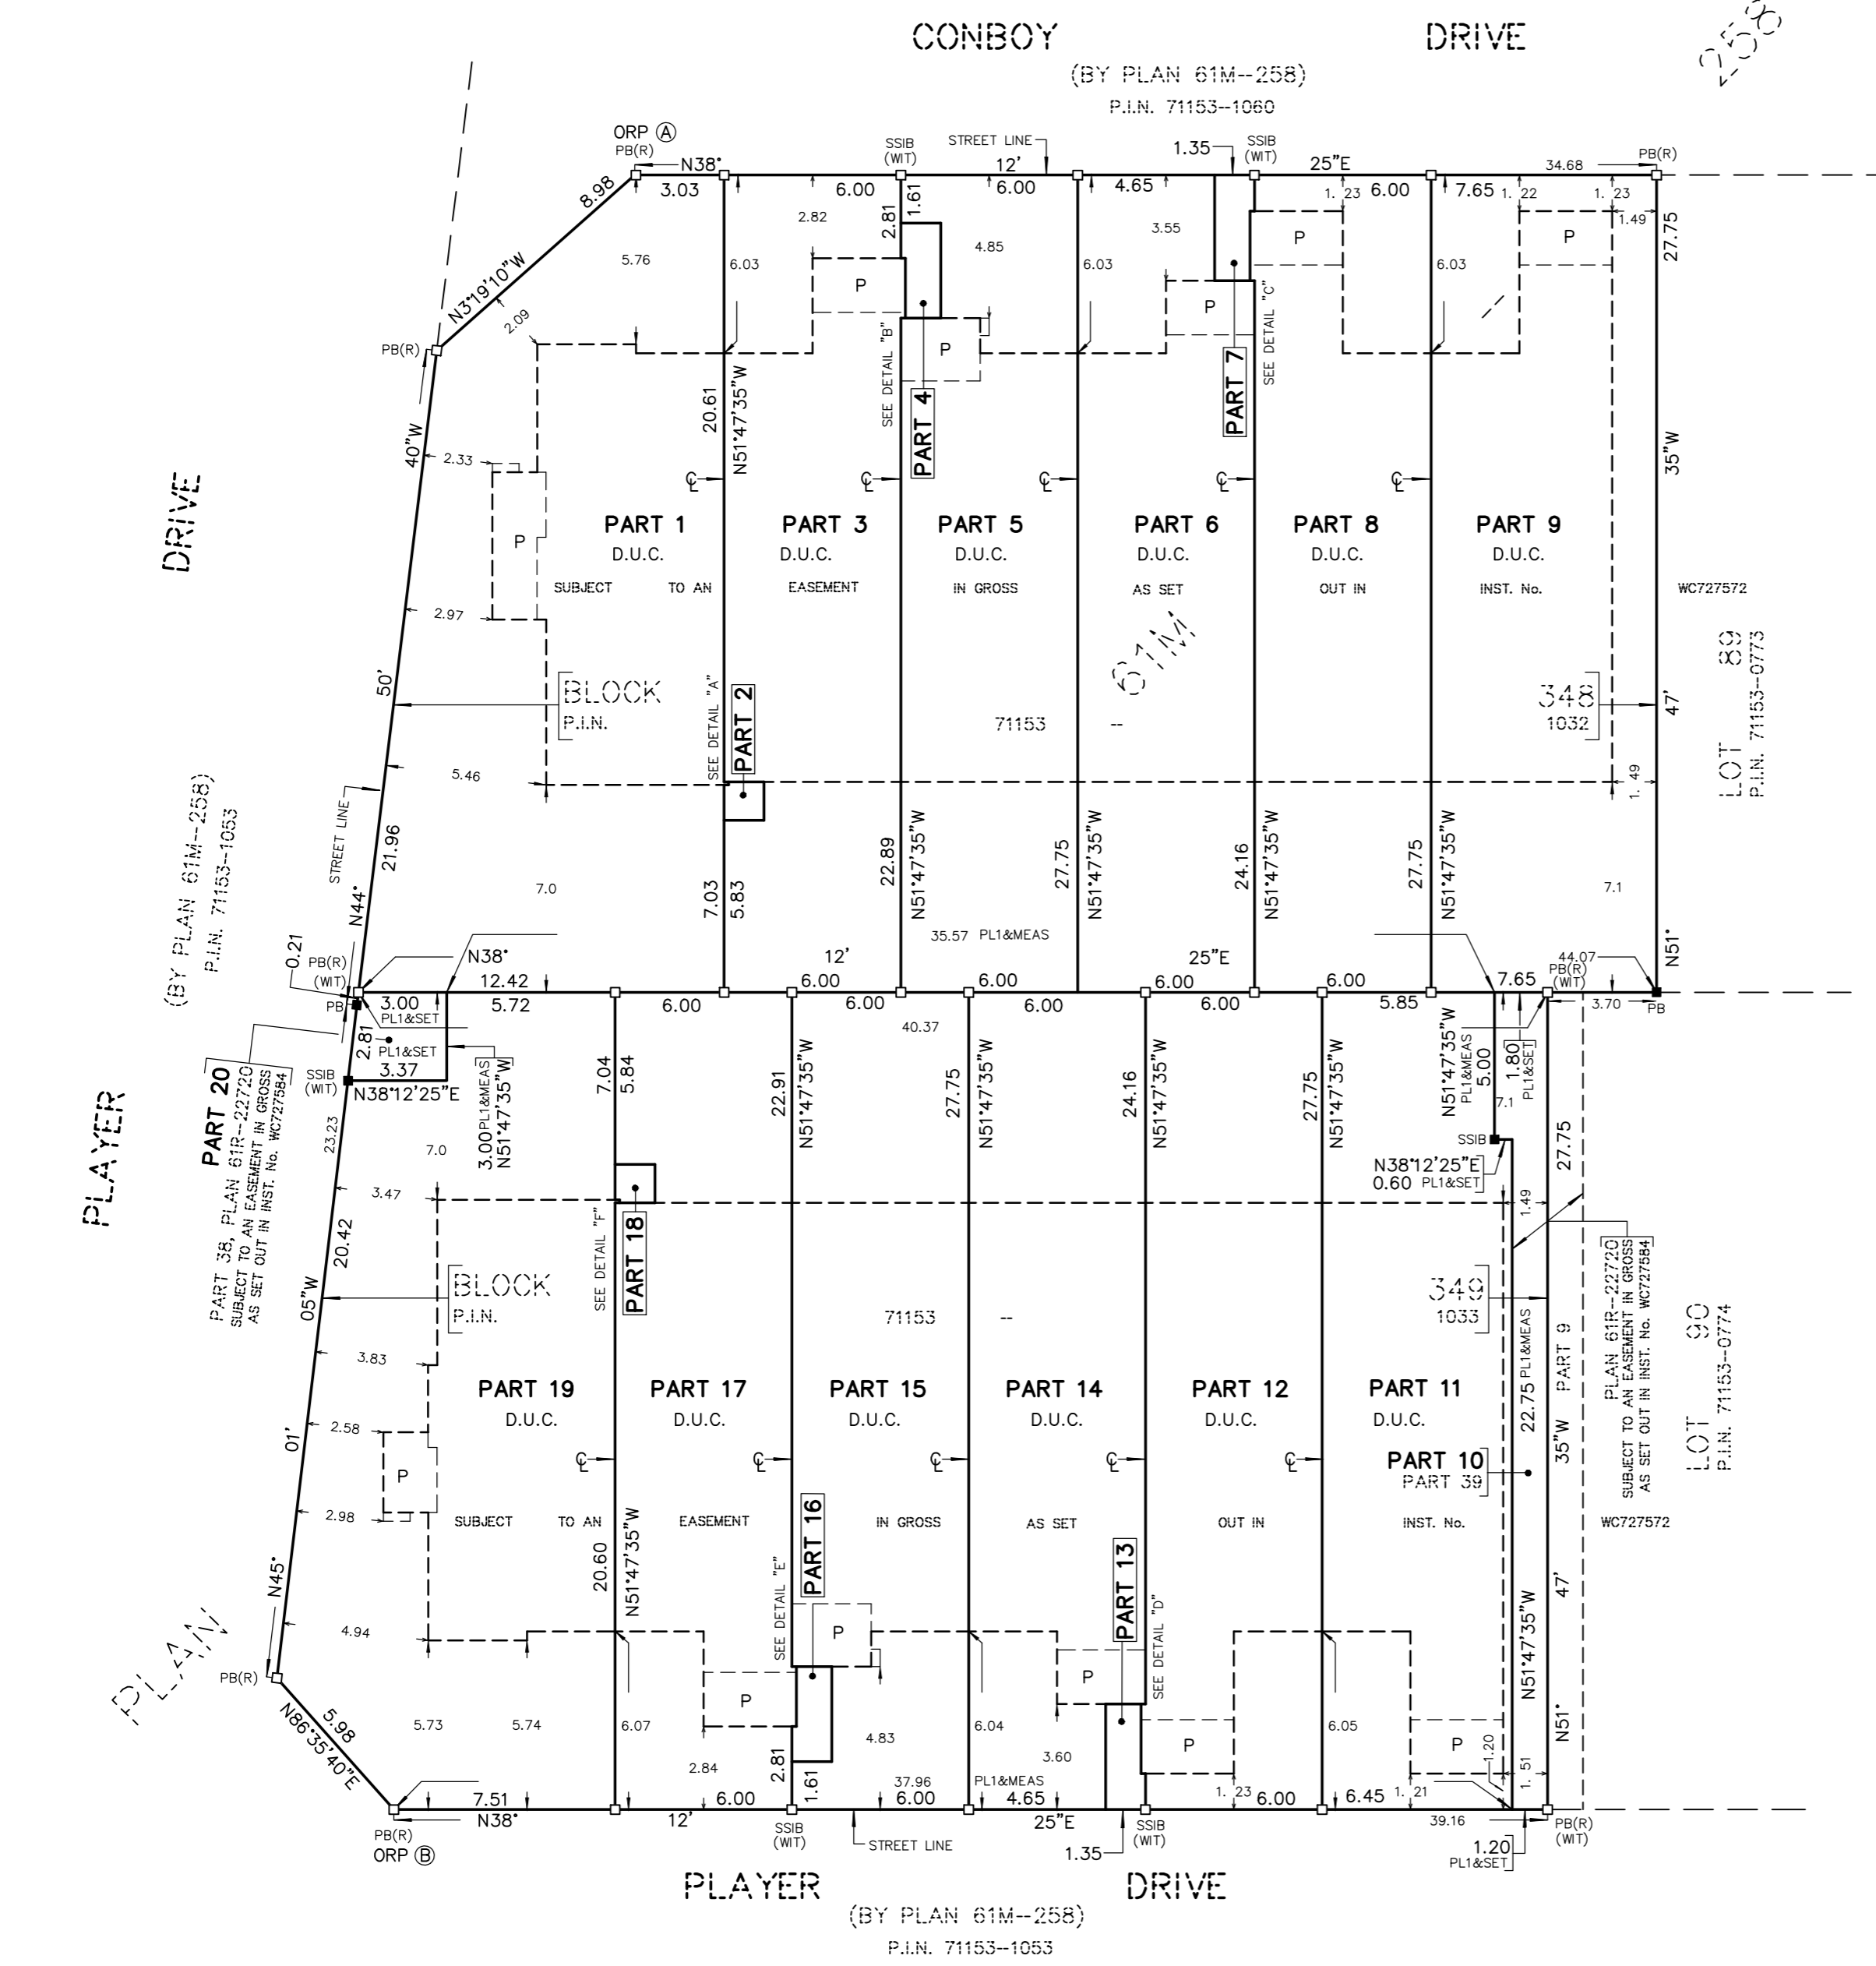 CONBOY DRIVE
258
(BY PLAN 61M--258)
P.I.N. 71153--1060
ORP Ⓐ
PB(R)
SSIB
(WIT)
STREET LINE
1.35
SSIB
(WIT)
PB(R)
N38° 12' 25"E 34.68
3.03 6.00 6.00 4.65 6.00 7.65
8.98
N3°19'10"W
2.09
5.76
6.03
2.82
2.81
1.61
4.85
6.03
3.55
1.23
6.03
1.22
1.23
1.49
27.75
P P P P P
PB(R)
DRIVE
40"W
2.33
P
20.61
N51°47'35"W
SEE DETAIL "B"
PART 4
PART 7
SEE DETAIL "C"
35"W
℄ ℄ ℄ ℄ ℄
PART 1 PART 3 PART 5 PART 6 PART 8 PART 9
D.U.C. D.U.C. D.U.C. D.U.C. D.U.C. D.U.C.
SUBJECT TO AN EASEMENT IN GROSS AS SET OUT IN INST. No. WC727572
2.97
50'
61M
BLOCK
P.I.N.
SEE DETAIL "A"
PART 2
71153 --
348
1032
47'
LOT 89
P.I.N. 71153--0773
5.46
1.49
(BY PLAN 61M--258)
P.I.N. 71153--1053
STREET LINE
21.96
N44°
7.0
7.03
5.83
22.89
N51°47'35"W
27.75
N51°47'35"W
24.16
N51°47'35"W
27.75
N51°47'35"W
7.1
N51°
35.57 PL1&MEAS
0.21
PB(R)
(WIT)
N38° 12' 25"E
44.07
PB(R)
(WIT)
12.42 6.00 6.00 6.00 6.00 7.65
PB
3.00
PL1&SET
5.72 6.00 6.00 6.00 6.00 5.85
3.70
PB
40.37
2.81
PL1&SET
3.37
SSIB
(WIT)
N38°12'25"E
3.00 PL1&MEAS
N51°47'35"W
7.04
5.84
22.91
N51°47'35"W
27.75
N51°47'35"W
24.16
N51°47'35"W
27.75
N51°47'35"W
N51°47'35"W
PL1&MEAS
5.00
1.80
PL1&SET
7.1
SSIB
27.75
N38°12'25"E
0.60 PL1&SET
1.49
PLAYER
PART 20
PART 38, PLAN 61R--22720
SUBJECT TO AN EASEMENT IN GROSS
AS SET OUT IN INST. No. WC727584
23.23
7.0
3.47
20.42
05"W
SEE DETAIL "F"
PART 18
BLOCK
P.I.N.
71153 --
349
1033
PART 9
PLAN 61R--22720
SUBJECT TO AN EASEMENT IN GROSS
AS SET OUT IN INST. No. WC727584
LOT 90
P.I.N. 71153--0774
22.75 PL1&MEAS
3.83
PART 19 PART 17 PART 15 PART 14 PART 12 PART 11
D.U.C. D.U.C. D.U.C. D.U.C. D.U.C. D.U.C.
2.58
01'
35"W
℄ ℄ ℄ ℄ ℄
PART 10
PART 39
P
2.98
SUBJECT TO AN EASEMENT IN GROSS AS SET OUT IN INST. No. WC727572
20.60
N51°47'35"W
SEE DETAIL "E"
PART 16
PART 13
SEE DETAIL "D"
N45°
47'
N51°47'35"W
4.94
PLAN
PB(R)
P P P P P
5.98
N86°35'40"E
5.73
5.74
6.07
2.84
2.81
1.61
4.83
6.04
3.60
1.23
6.05
1.21
1.20
1.51
N51°
37.96 PL1&MEAS
7.51 6.00 6.00 4.65 6.00 6.45
N38° 12' 25"E 39.16
PB(R)
ORP Ⓑ
SSIB
(WIT)
STREET LINE
1.35
SSIB
(WIT)
PB(R)
(WIT)
1.20
PL1&SET
PLAYER DRIVE
(BY PLAN 61M--258)
P.I.N. 71153--1053